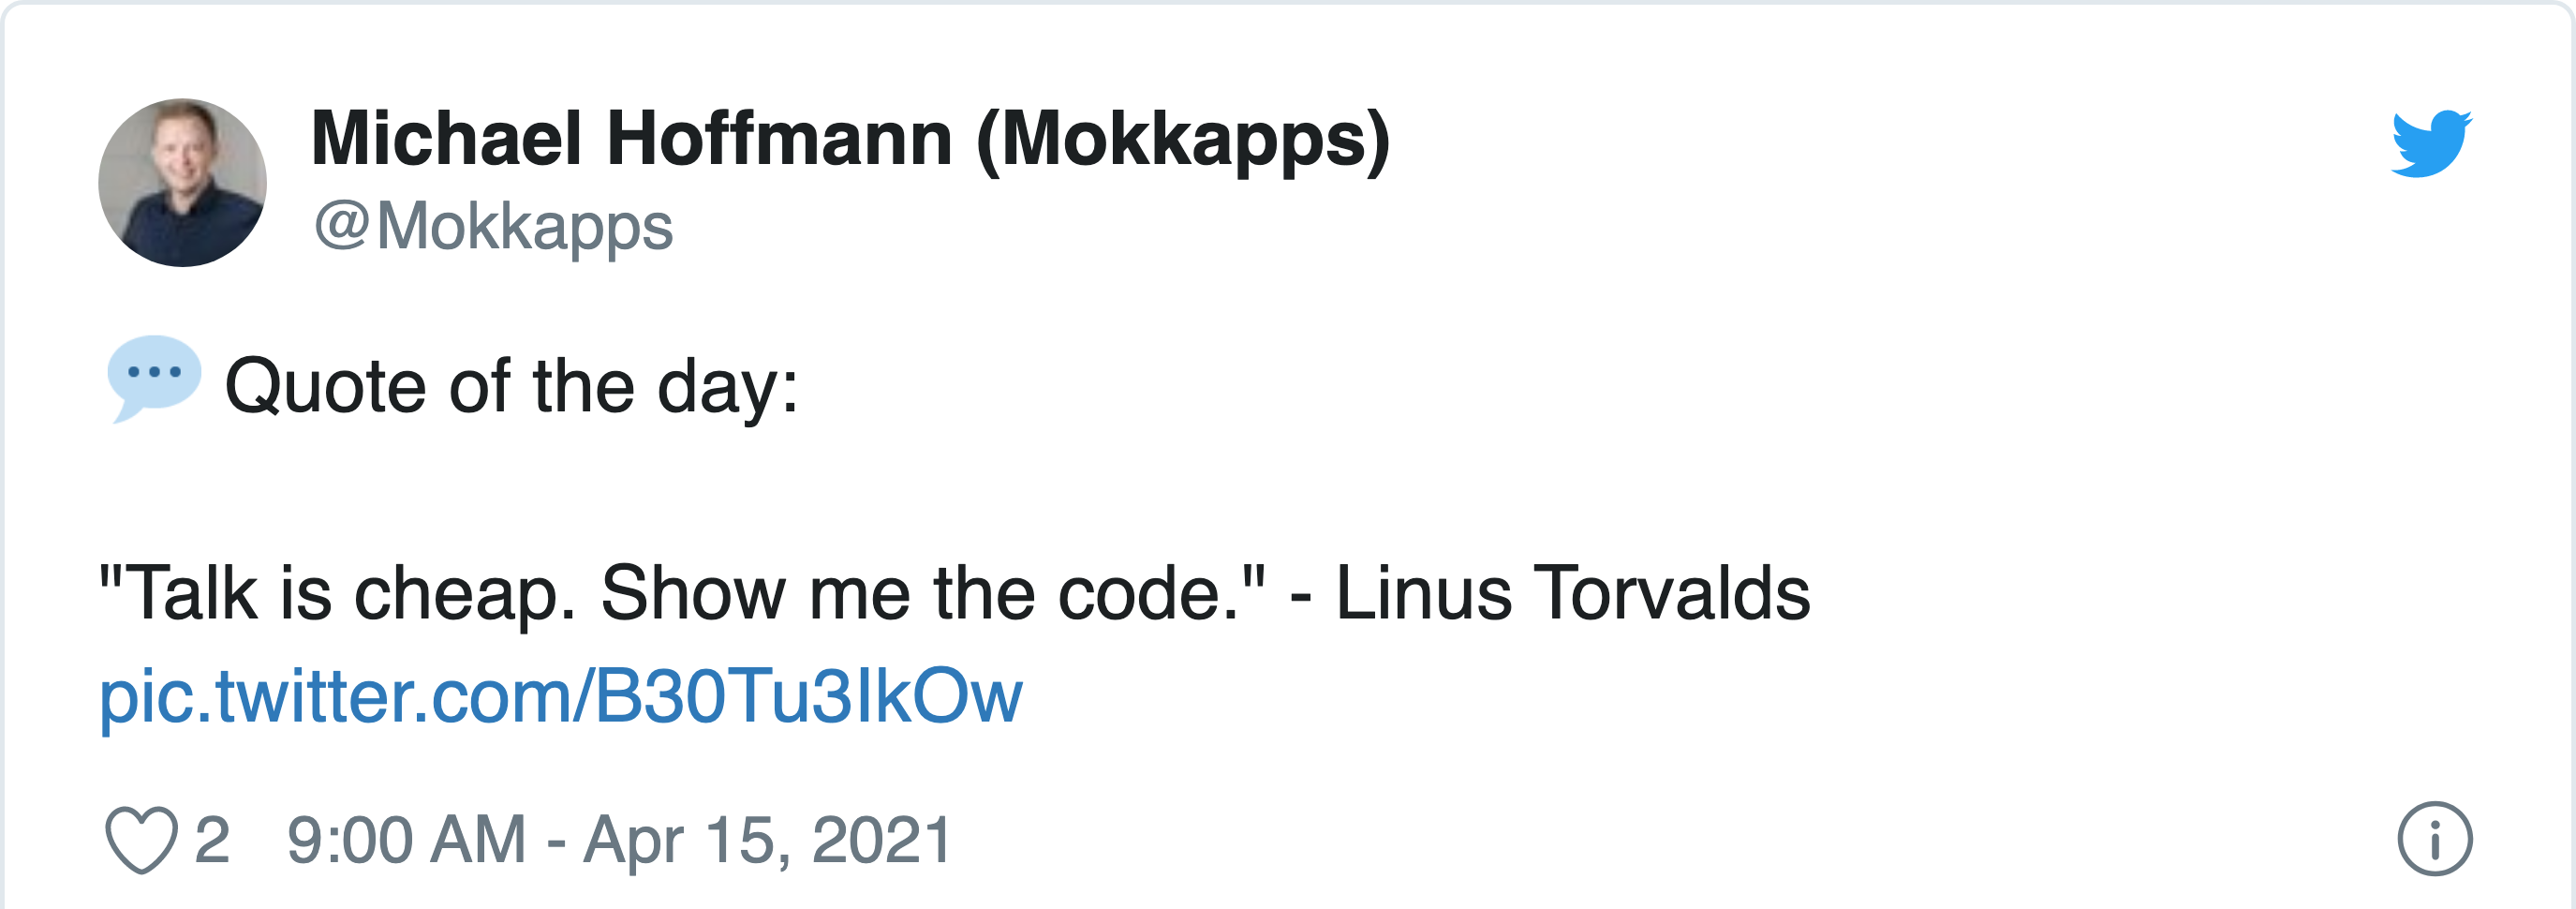 Michael Hoffmann (Mokkapps)
@Mokkapps
💬 Quote of the day:
"Talk is cheap. Show me the code." - Linus Torvalds
pic.twitter.com/B30Tu3IkOw
2 9:00 AM - Apr 15, 2021